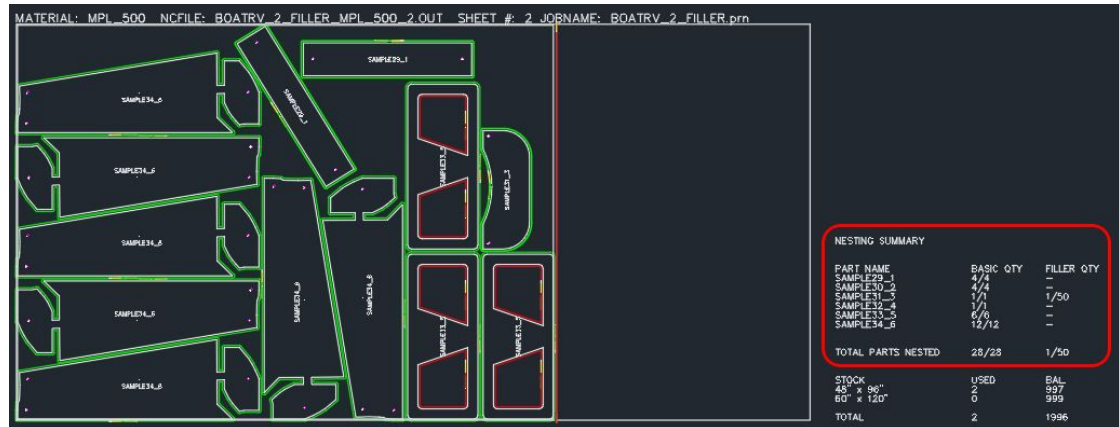 MATERIAL: MPL_500 NCFILE: BOATRV_2_FILLER_MPL_500_2.OUT SHEET #: 2 JOBNAME: BOATRV_2_FILLER.prn
SAMPLE29_1
SAMPLE34_6
SAMPLE29_1
SAMPLE33_5
SAMPLE34_6
SAMPLE31_3
SAMPLE34_6
SAMPLE34_6
SAMPLE34_6
SAMPLE34_6
SAMPLE33_5
SAMPLE33_5
SAMPLE34_6
NESTING SUMMARY
PART NAME BASIC QTY FILLER QTY
SAMPLE29_1 4/4 -
SAMPLE30_2 4/4 -
SAMPLE31_3 1/1 1/50
SAMPLE32_4 1/1 -
SAMPLE33_5 6/6 -
SAMPLE34_6 12/12 -
TOTAL PARTS NESTED 28/28 1/50
STOCK USED BAL
48" x 96" 2 997
60" x 120" 0 999
TOTAL 2 1996